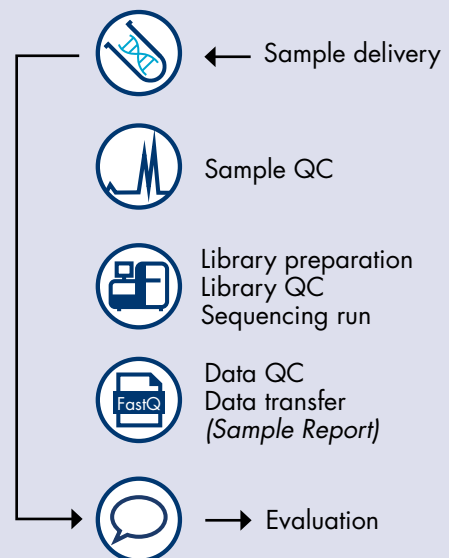 Sample delivery
Sample QC
Library preparation
Library QC
Sequencing run
Data QC
Data transfer
FastQ
(Sample Report)
Evaluation